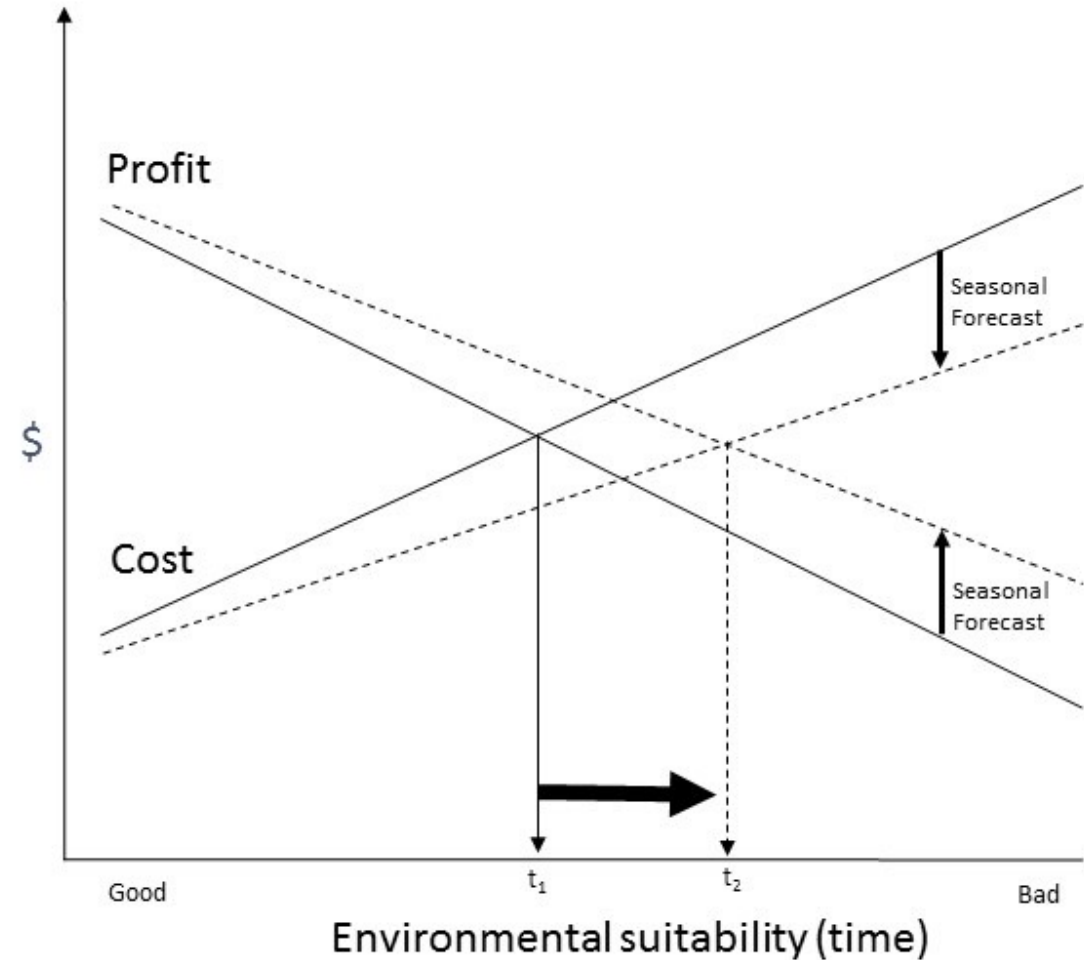 Profit
Seasonal
Forecast
$
Cost
Seasonal
Forecast
t₁
t₂
Good
Bad
Environmental suitability (time)